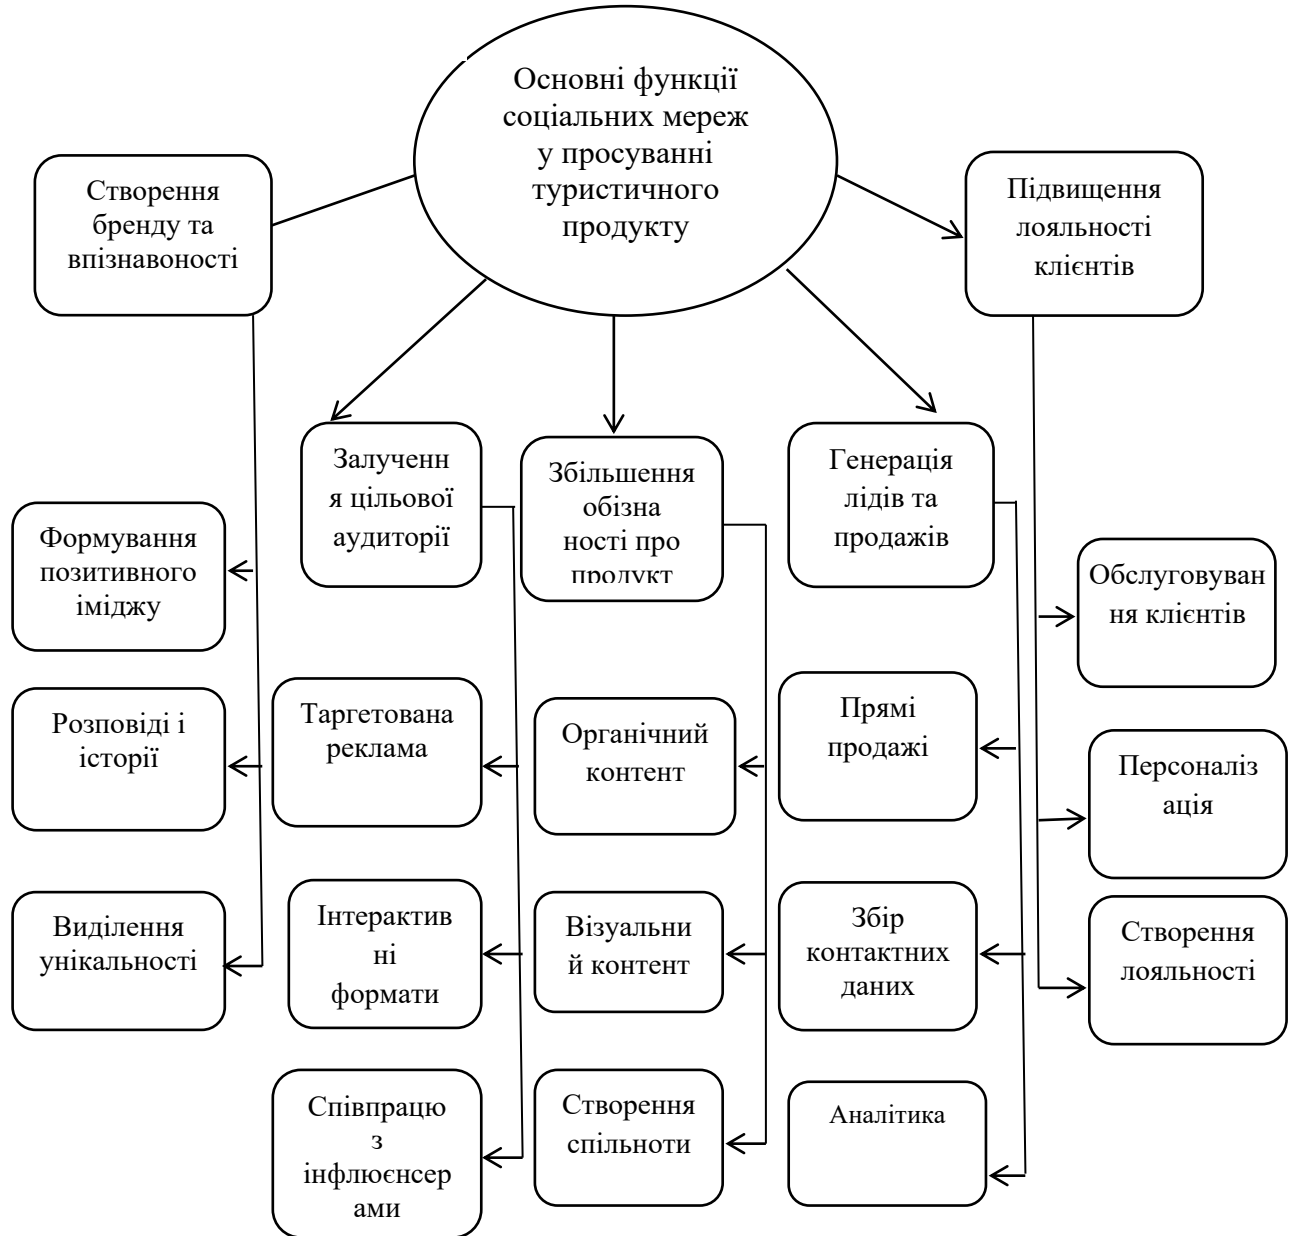 Основні функції
соціальних мереж
у просуванні
туристичного
продукту
Створення
бренду та
впізнавоності
Підвищення
лояльності
клієнтів
Залученн
я цільової
аудиторії
Збільшення
обізна
ності про
продукт
Генерація
лідів та
продажів
Формування
позитивного
іміджу
Обслуговуван
ня клієнтів
Розповіді і
історії
Таргетована
реклама
Органічний
контент
Прямі
продажі
Персоналіз
ація
Виділення
унікальності
Інтерактив
ні
формати
Візуальни
й контент
Збір
контактних
даних
Створення
лояльності
Співпрацю
з
інфлюєнсер
ами
Створення
спільноти
Аналітика